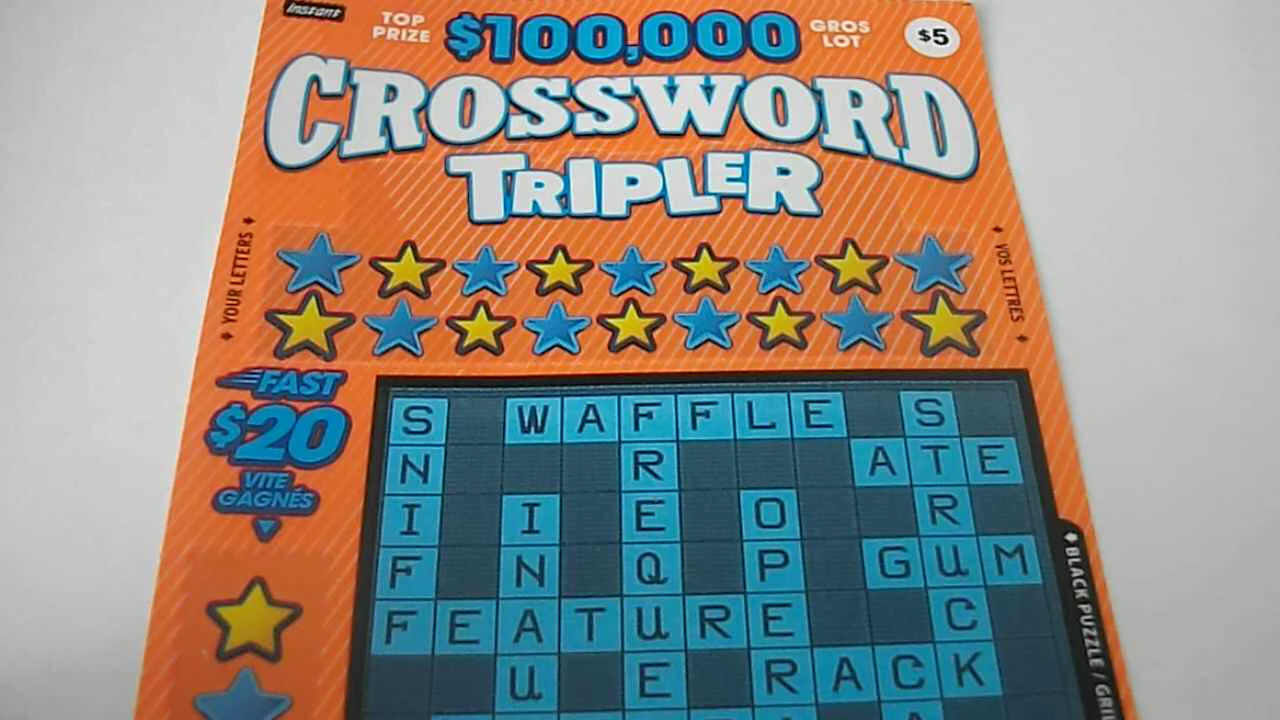 Instant
TOP PRIZE
$100,000
GROS LOT
$5
CROSSWORD
TRIPLER
YOUR LETTERS
VOS LETTRES
FAST
$20
VITE
GAGNÉS
S WAFFLE S
N R ATE
I I E O R
F N Q P GUM
FEATURE C
U E RACK
BLACK PUZZLE /